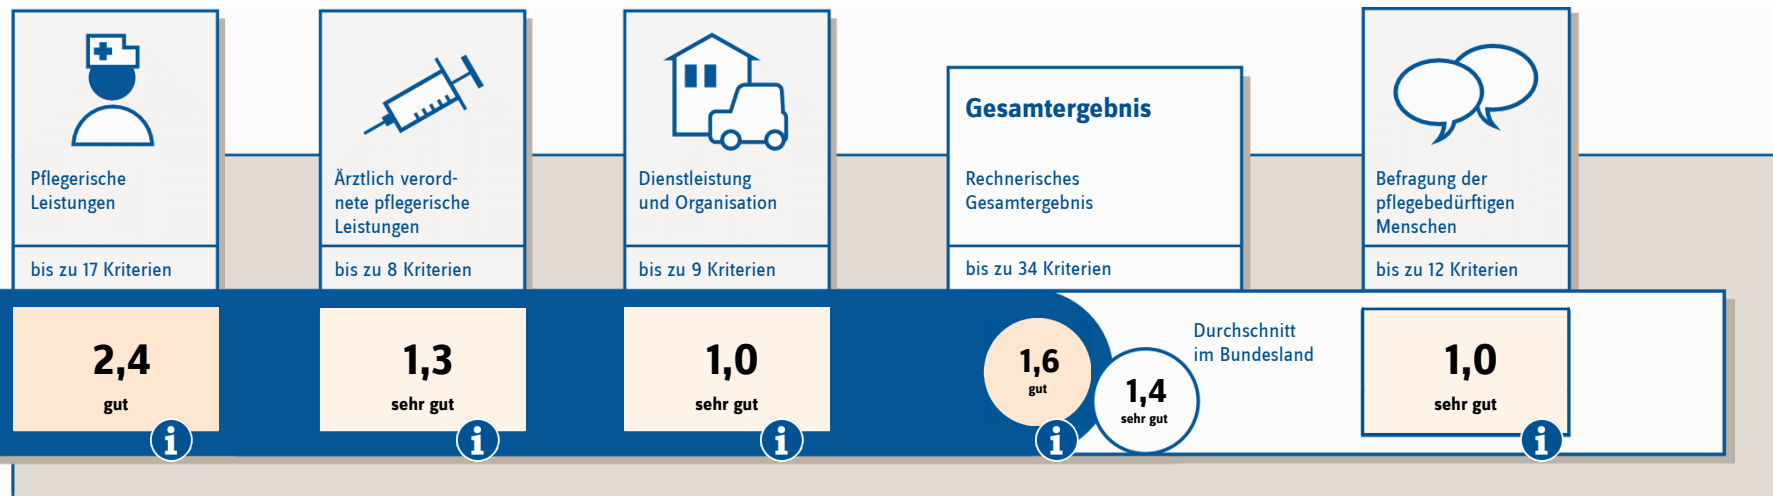 Pflegerische
Leistungen
bis zu 17 Kriterien
2,4
gut
i
Ärztlich verord-
nete pflegerische
Leistungen
bis zu 8 Kriterien
1,3
sehr gut
i
Dienstleistung
und Organisation
bis zu 9 Kriterien
1,0
sehr gut
i
Gesamtergebnis
Rechnerisches
Gesamtergebnis
bis zu 34 Kriterien
1,6
gut
i
1,4
sehr gut
Durchschnitt
im Bundesland
Befragung der
pflegebedürftigen
Menschen
bis zu 12 Kriterien
1,0
sehr gut
i